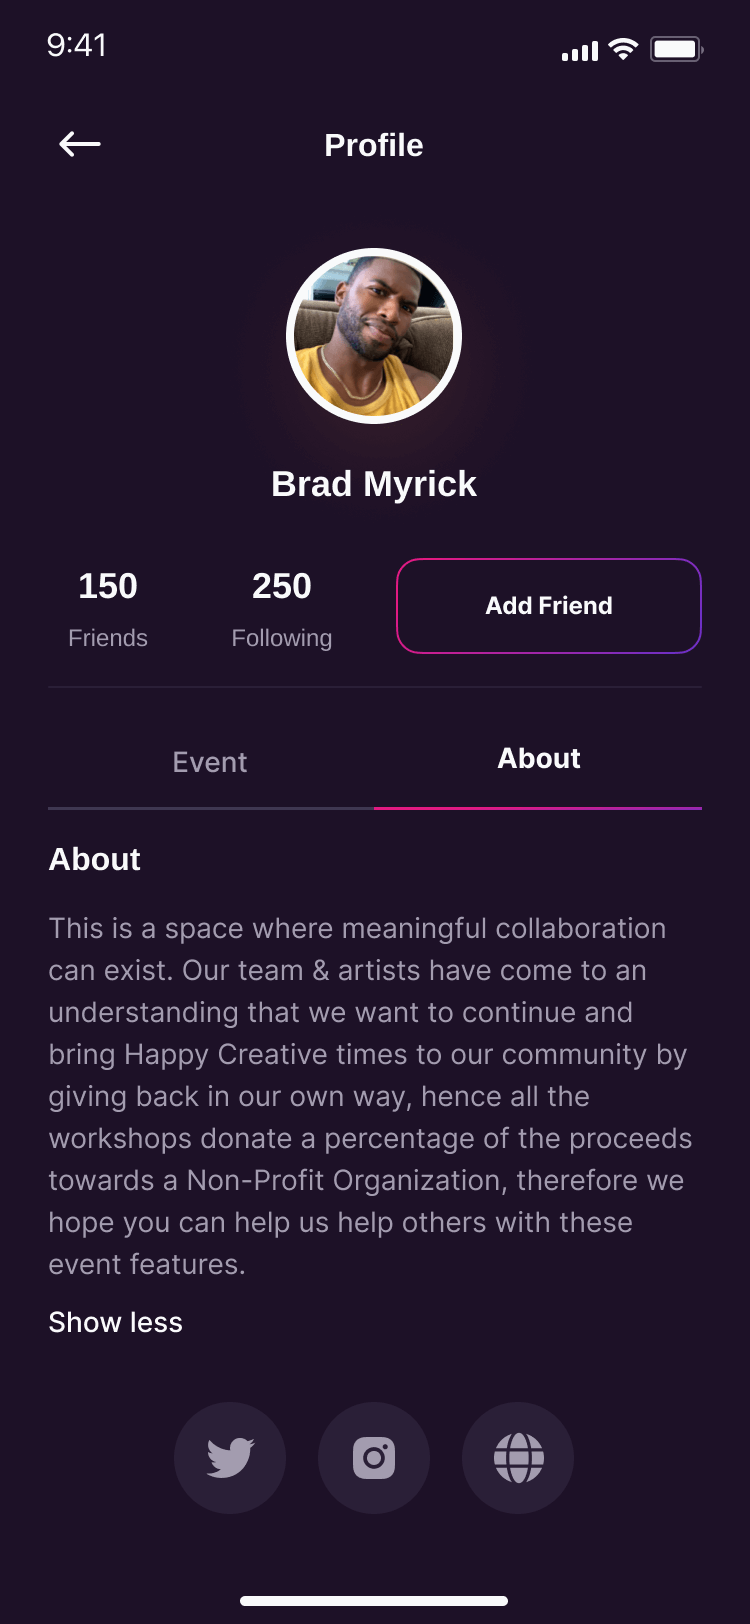 9:41
Profile
Brad Myrick
150
Friends
250
Following
Add Friend
Event
About
About
This is a space where meaningful collaboration
can exist. Our team & artists have come to an
understanding that we want to continue and
bring Happy Creative times to our community by
giving back in our own way, hence all the
workshops donate a percentage of the proceeds
towards a Non-Profit Organization, therefore we
hope you can help us help others with these
event features.
Show less